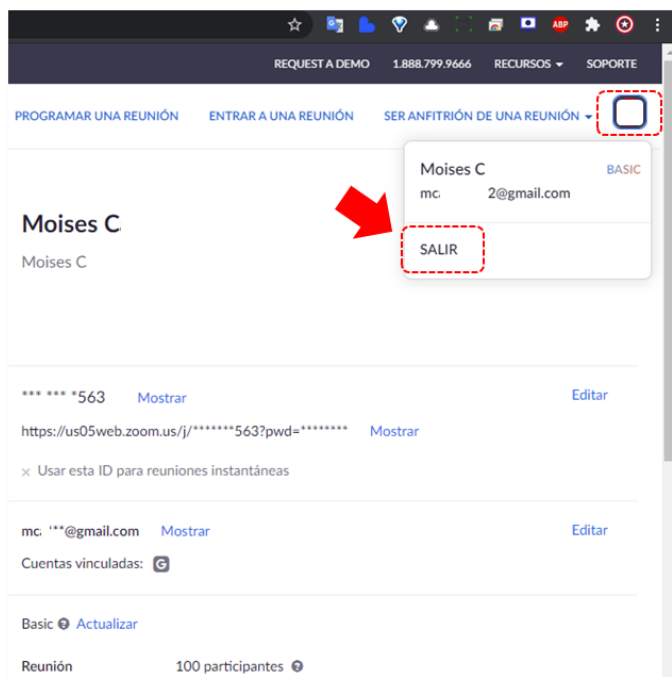 ABP
REQUEST A DEMO 1.888.799.9666 RECURSOS SOPORTE
PROGRAMAR UNA REUNIÓN ENTRAR A UNA REUNIÓN SER ANFITRIÓN DE UNA REUNIÓN
Moises C BASIC
mc. 2@gmail.com
SALIR
Moises C
Moises C
*** *** *563 Mostrar Editar
https://us05web.zoom.us/j/*******563?pwd=******** Mostrar
× Usar esta ID para reuniones instantáneas
mc. **@gmail.com Mostrar Editar
Cuentas vinculadas: G
Basic ? Actualizar
Reunión 100 participantes ?